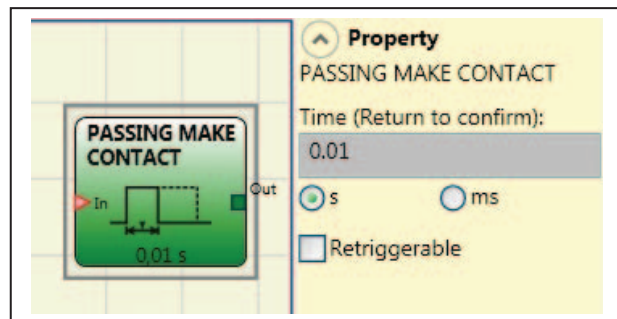 PASSING MAKE
CONTACT
In
Out
0,01 s
Property
PASSING MAKE CONTACT
Time (Return to confirm):
0.01
s
ms
Retriggerable